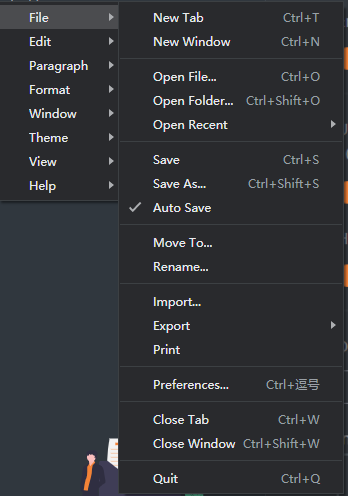 File
Edit
Paragraph
Format
Window
Theme
View
Help
New Tab Ctrl+T
New Window Ctrl+N
Open File... Ctrl+O
Open Folder... Ctrl+Shift+O
Open Recent
Save Ctrl+S
Save As... Ctrl+Shift+S
Auto Save
Move To...
Rename...
Import...
Export
Print
Preferences... Ctrl+逗号
Close Tab Ctrl+W
Close Window Ctrl+Shift+W
Quit Ctrl+Q